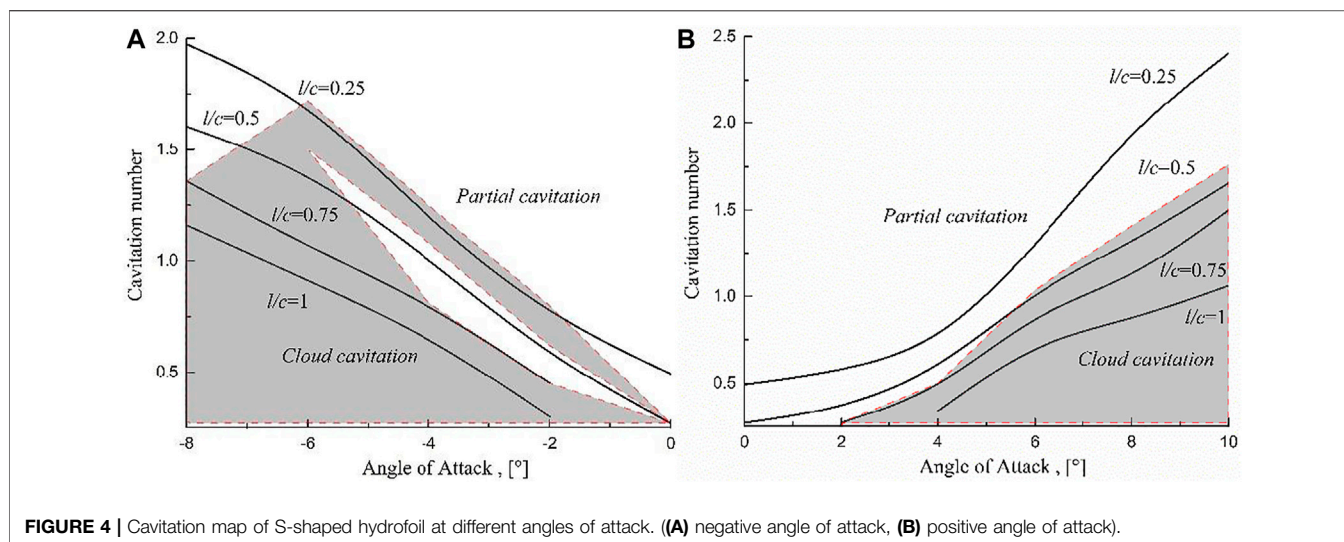 A
2.0
1.5
1.0
0.5
Cavitation number
l/c=0.25
l/c=0.5
l/c=0.75
l/c=1
Partial cavitation
Cloud cavitation
-8
-6
-4
-2
0
Angle of Attack , [°]
B
2.5
2.0
1.5
1.0
0.5
Cavitation number
l/c=0.25
l/c=0.5
l/c=0.75
l/c=1
Partial cavitation
Cloud cavitation
0
2
4
6
8
10
Angle of Attack , [°]
FIGURE 4 | Cavitation map of S-shaped hydrofoil at different angles of attack. ((A) negative angle of attack, (B) positive angle of attack).